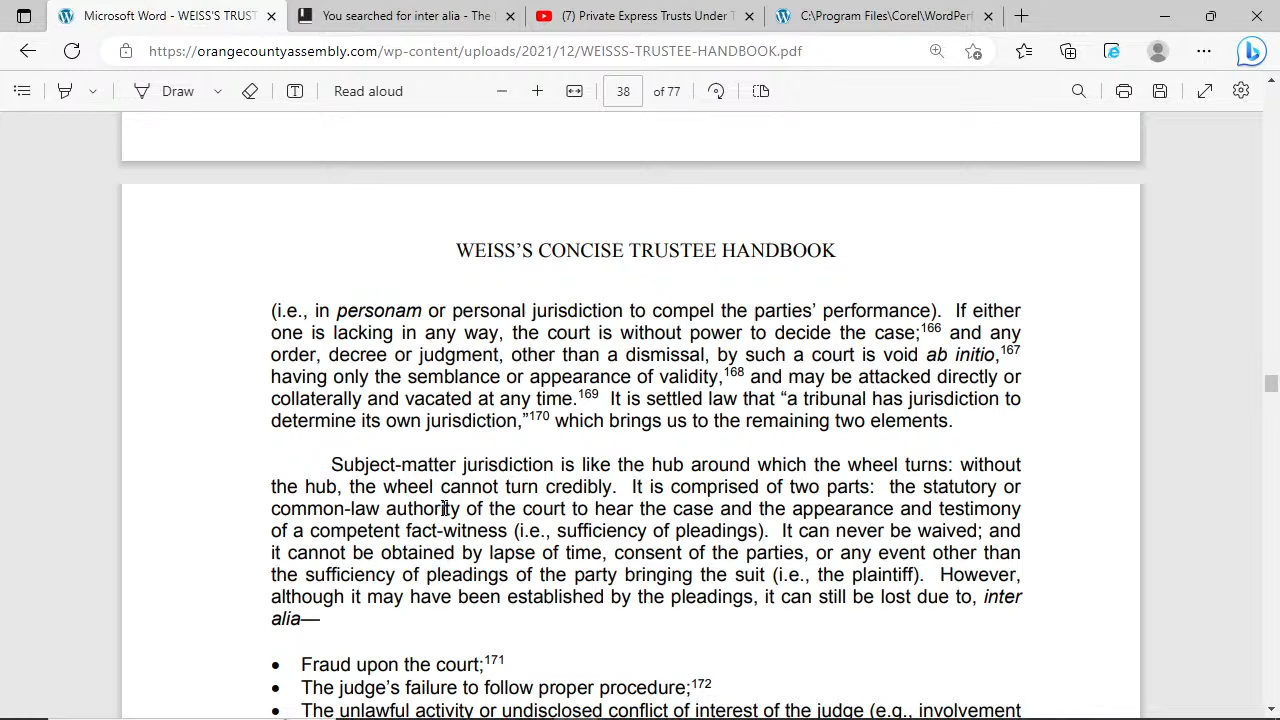 Microsoft Word - WEISS'S TRUST
You searched for inter alia - The
(7) Private Express Trusts Under T
C:\Program Files\Corel\WordPerf
https://orangecountyassembly.com/wp-content/uploads/2021/12/WEISSS-TRUSTEE-HANDBOOK.pdf
Draw
Read aloud
38 of 77
WEISS'S CONCISE TRUSTEE HANDBOOK
(i.e., in personam or personal jurisdiction to compel the parties' performance). If either
one is lacking in any way, the court is without power to decide the case;166 and any
order, decree or judgment, other than a dismissal, by such a court is void ab initio,167
having only the semblance or appearance of validity,168 and may be attacked directly or
collaterally and vacated at any time.169 It is settled law that “a tribunal has jurisdiction to
determine its own jurisdiction,”170 which brings us to the remaining two elements.
Subject-matter jurisdiction is like the hub around which the wheel turns: without
the hub, the wheel cannot turn credibly. It is comprised of two parts: the statutory or
common-law authority of the court to hear the case and the appearance and testimony
of a competent fact-witness (i.e., sufficiency of pleadings). It can never be waived; and
it cannot be obtained by lapse of time, consent of the parties, or any event other than
the sufficiency of pleadings of the party bringing the suit (i.e., the plaintiff). However,
although it may have been established by the pleadings, it can still be lost due to, inter
alia—
• Fraud upon the court;171
• The judge's failure to follow proper procedure;172
• The unlawful activity or undisclosed conflict of interest of the judge (e.g., involvement